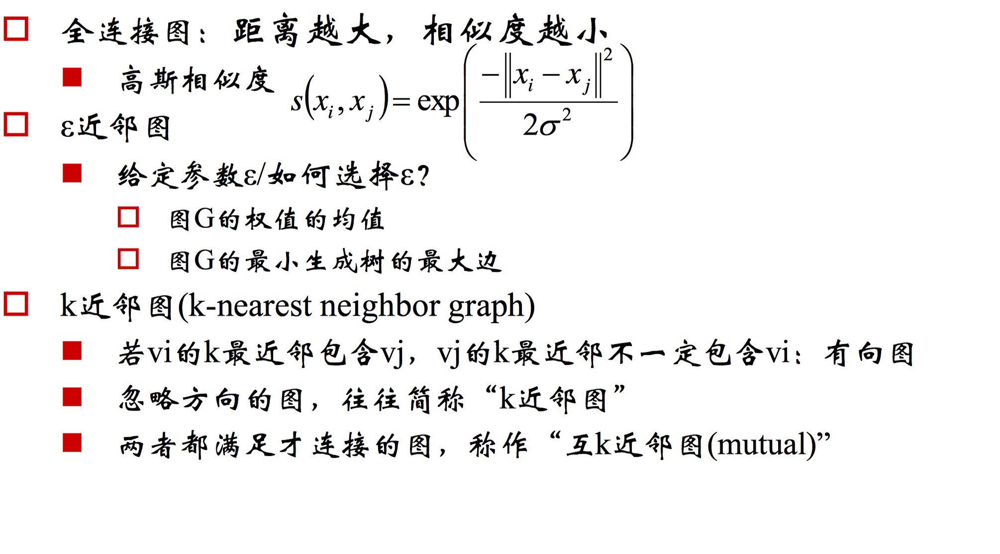 全连接图：距离越大，相似度越小
高斯相似度 s(x_i, x_j) = exp(−‖x_i − x_j‖² / 2σ²)
ε近邻图
给定参数ε/如何选择ε？
图G的权值的均值
图G的最小生成树的最大边
k近邻图(k-nearest neighbor graph)
若vi的k最近邻包含vj，vj的k最近邻不一定包含vi：有向图
忽略方向的图，往往简称“k近邻图”
两者都满足才连接的图，称作“互k近邻图(mutual)”